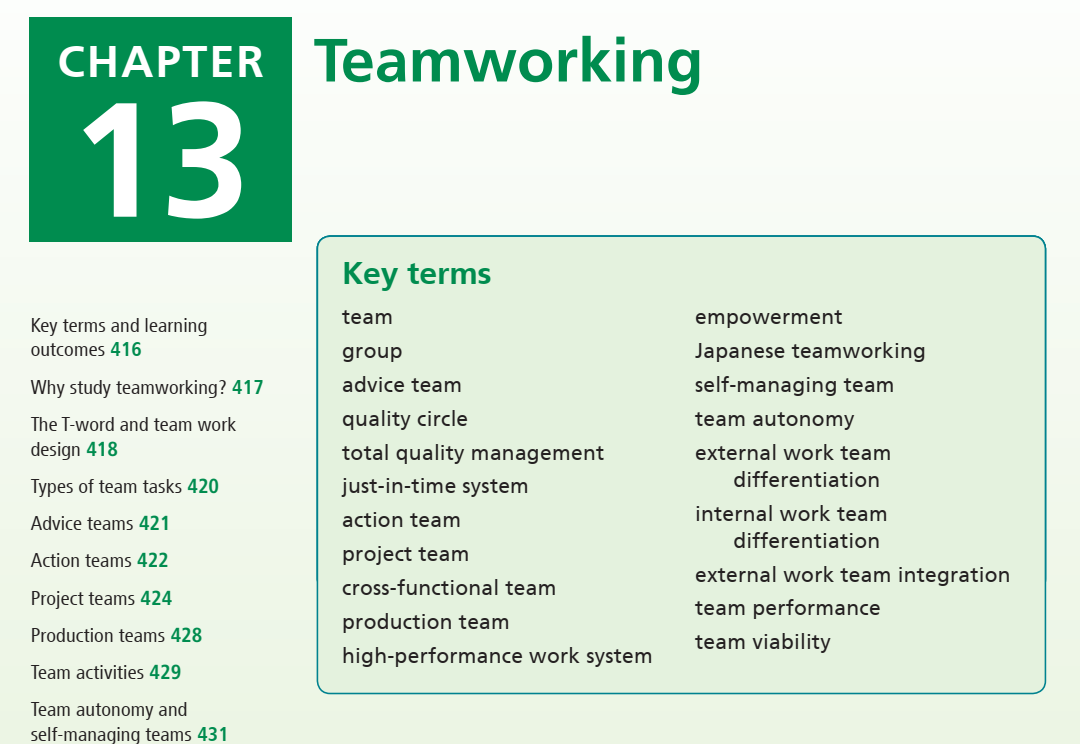 CHAPTER
13
Teamworking
Key terms and learning
outcomes 416
Why study teamworking? 417
The T-word and team work
design 418
Types of team tasks 420
Advice teams 421
Action teams 422
Project teams 424
Production teams 428
Team activities 429
Team autonomy and
self-managing teams 431
Key terms
team
group
advice team
quality circle
total quality management
just-in-time system
action team
project team
cross-functional team
production team
high-performance work system
empowerment
Japanese teamworking
self-managing team
team autonomy
external work team
differentiation
internal work team
differentiation
external work team integration
team performance
team viability